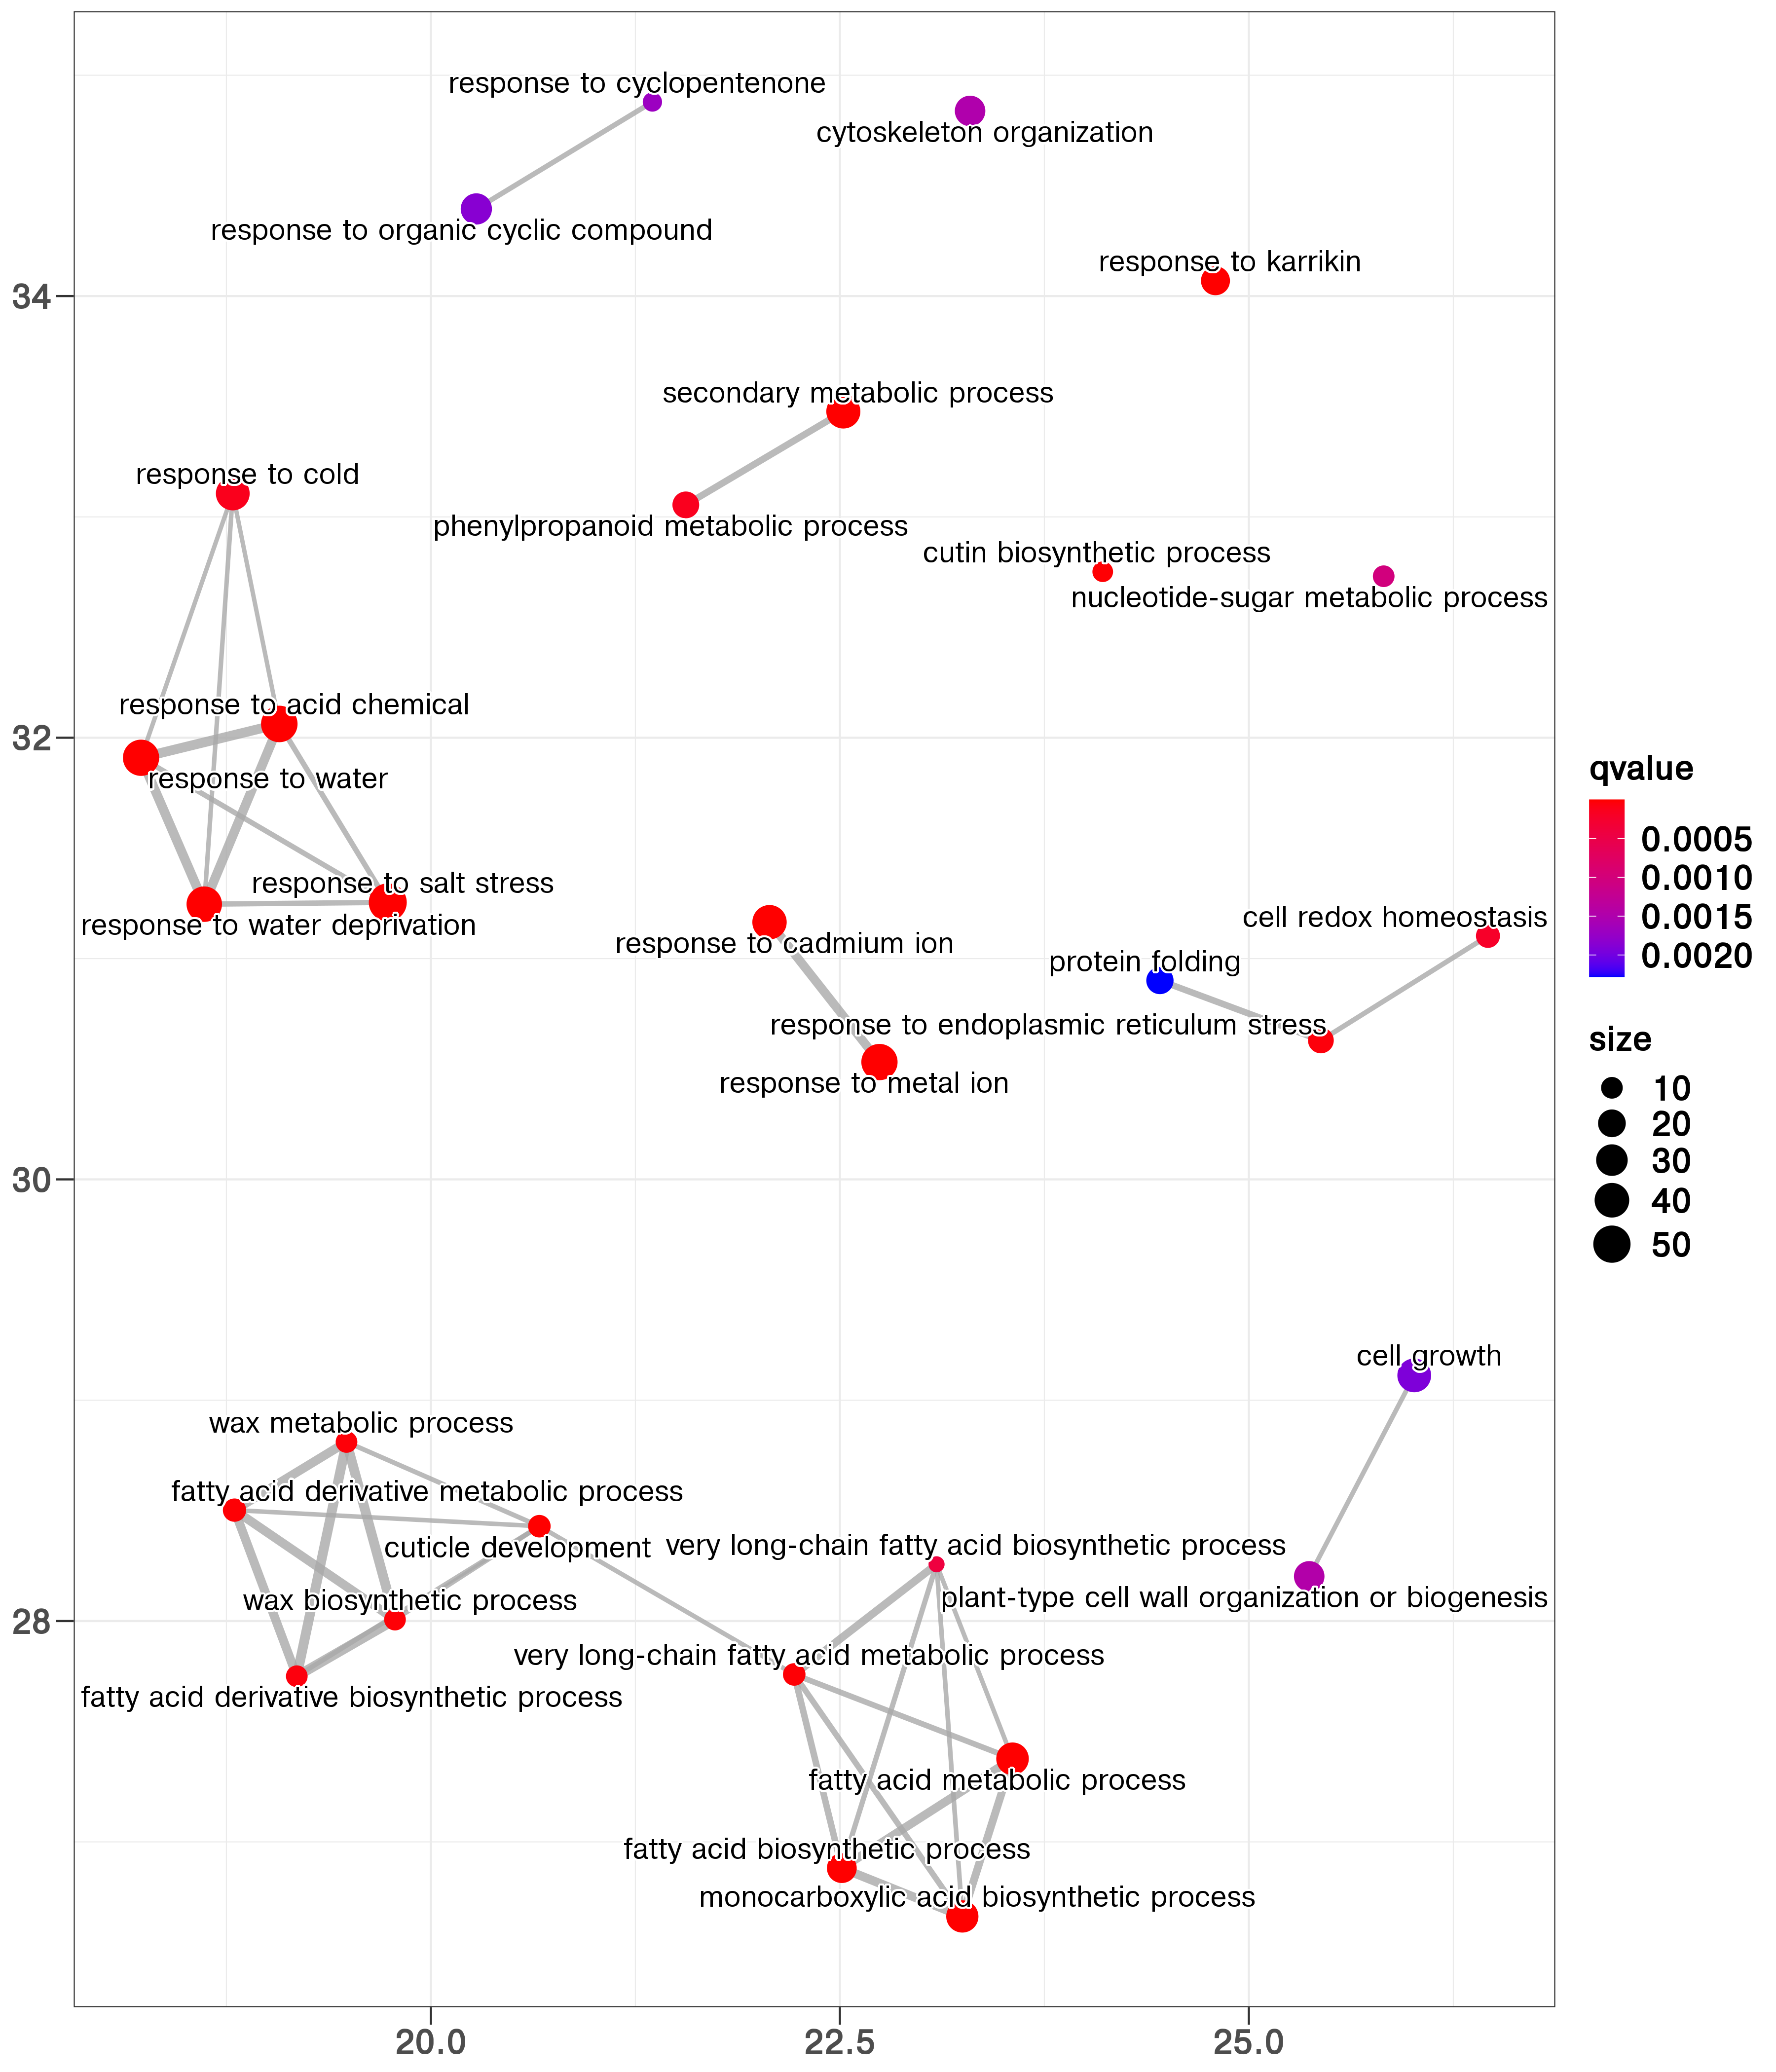 response to cyclopentenone
cytoskeleton organization
response to organic cyclic compound
response to karrikin
34
secondary metabolic process
response to cold
phenylpropanoid metabolic process
cutin biosynthetic process
nucleotide-sugar metabolic process
response to acid chemical
32
response to water
qvalue
0.0005
0.0010
0.0015
0.0020
response to salt stress
response to water deprivation
cell redox homeostasis
response to cadmium ion
protein folding
response to endoplasmic reticulum stress
response to metal ion
size
10
20
30
40
50
30
cell growth
wax metabolic process
fatty acid derivative metabolic process
cuticle development
very long-chain fatty acid biosynthetic process
wax biosynthetic process
plant-type cell wall organization or biogenesis
28
very long-chain fatty acid metabolic process
fatty acid derivative biosynthetic process
fatty acid metabolic process
fatty acid biosynthetic process
monocarboxylic acid biosynthetic process
20.0
22.5
25.0